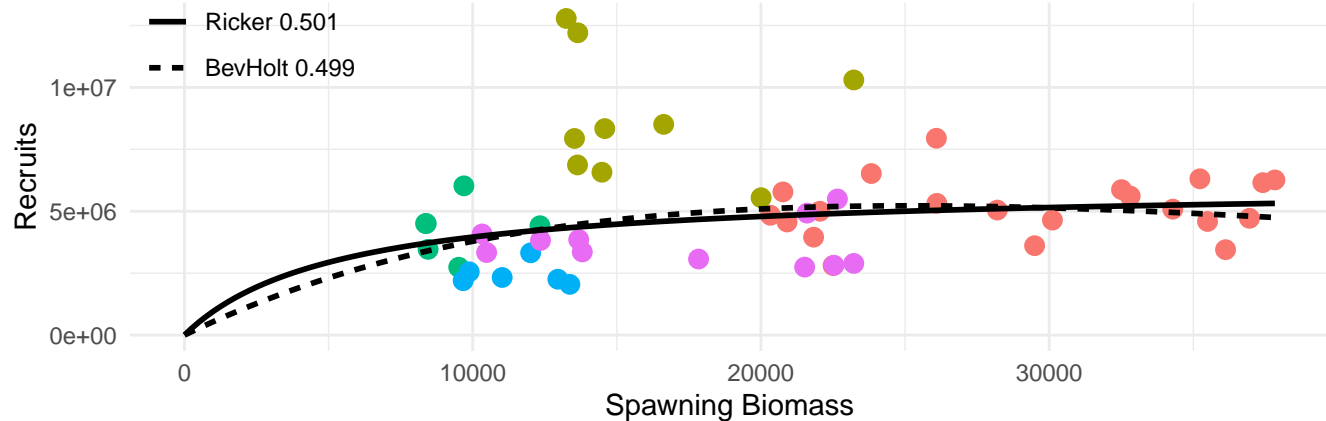 Ricker 0.501
BevHolt 0.499
Recruits
1e+07
5e+06
0e+00
0 10000 20000 30000
Spawning Biomass